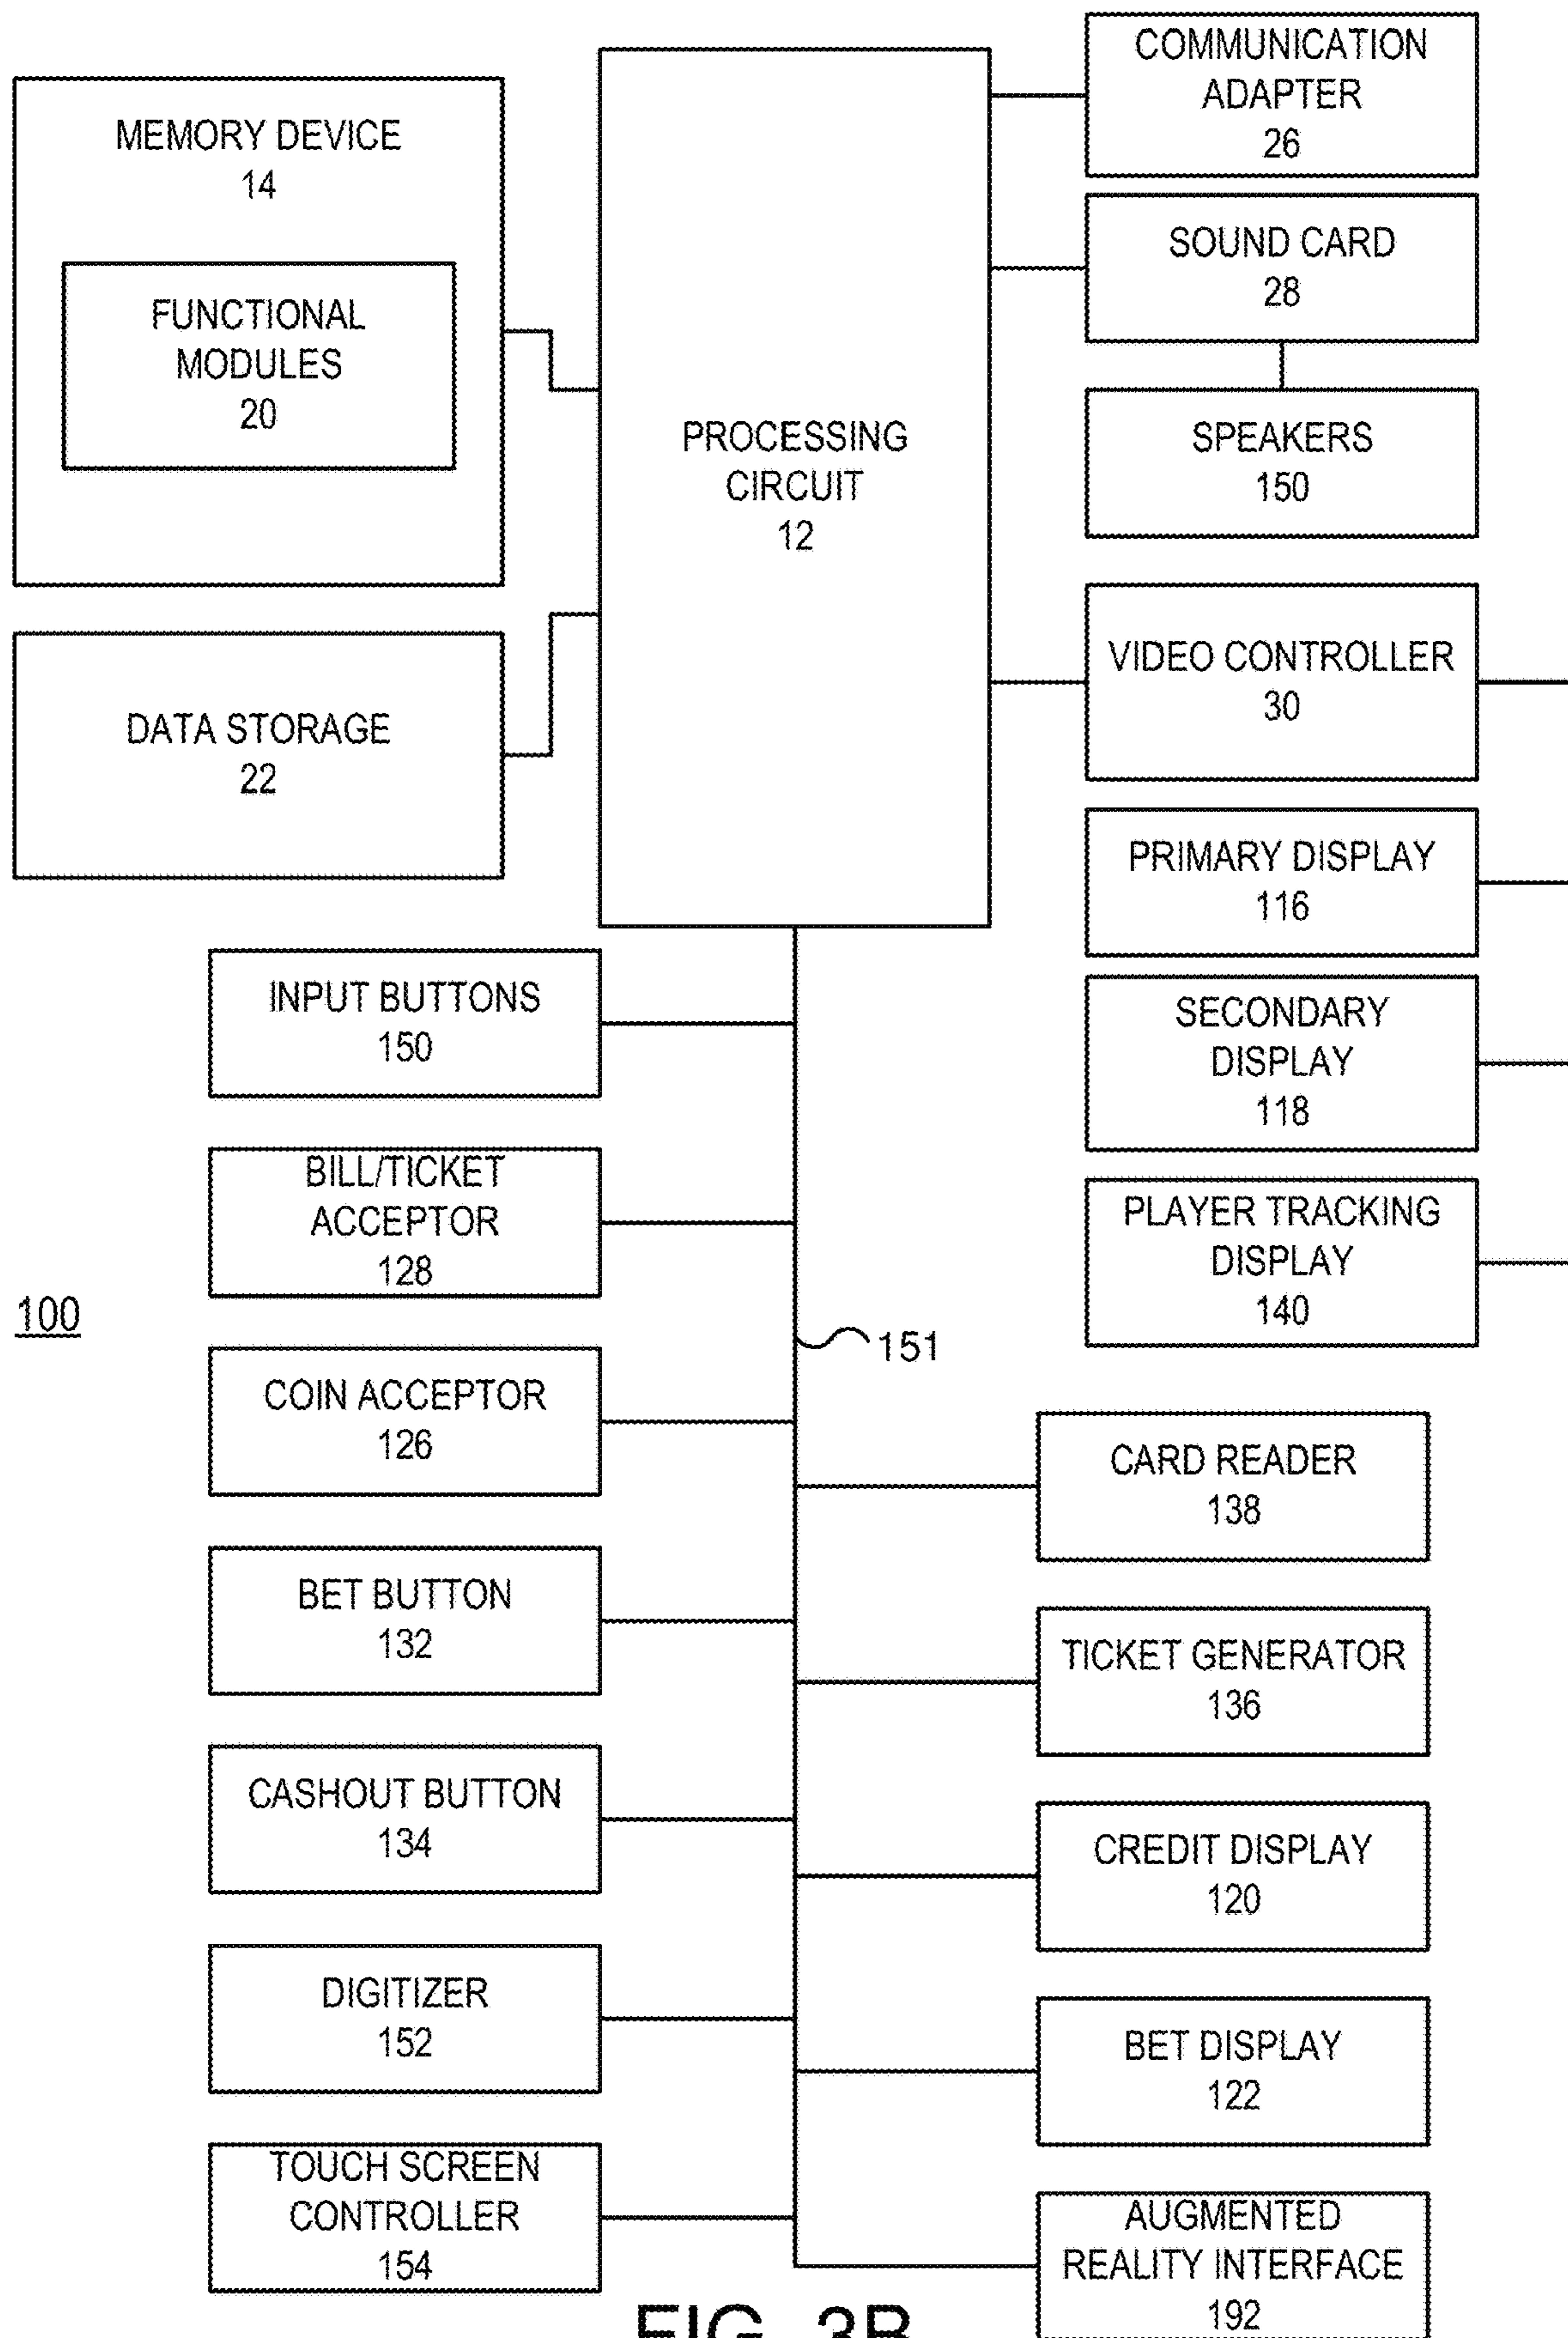 MEMORY DEVICE
14
FUNCTIONAL
MODULES
20
DATA STORAGE
22
PROCESSING
CIRCUIT
12
COMMUNICATION
ADAPTER
26
SOUND CARD
28
SPEAKERS
150
VIDEO CONTROLLER
30
PRIMARY DISPLAY
116
SECONDARY
DISPLAY
118
PLAYER TRACKING
DISPLAY
140
INPUT BUTTONS
150
BILL/TICKET
ACCEPTOR
128
100
151
COIN ACCEPTOR
126
BET BUTTON
132
CASHOUT BUTTON
134
DIGITIZER
152
TOUCH SCREEN
CONTROLLER
154
CARD READER
138
TICKET GENERATOR
136
CREDIT DISPLAY
120
BET DISPLAY
122
AUGMENTED
REALITY INTERFACE
192
FIG. 3B